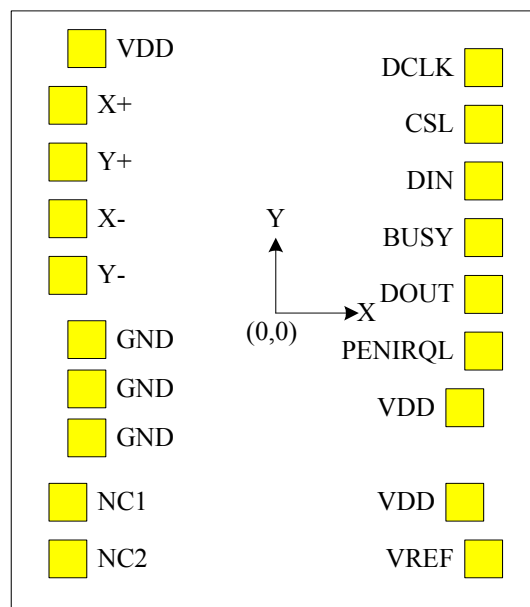 VDD
X+
Y+
X-
Y-
GND
GND
GND
NC1
NC2
Y
X
(0,0)
DCLK
CSL
DIN
BUSY
DOUT
PENIRQL
VDD
VDD
VREF